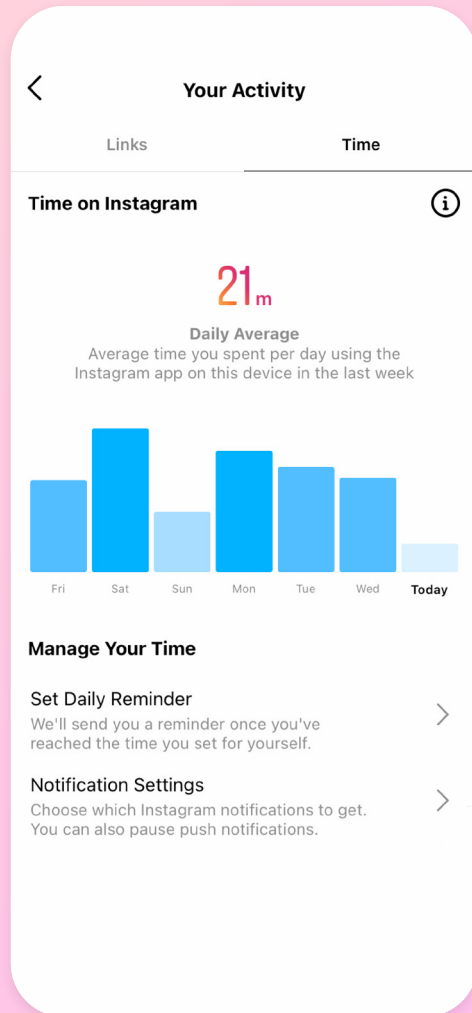 Your Activity
Links Time
Time on Instagram
21m
Daily Average
Average time you spent per day using the
Instagram app on this device in the last week
Fri Sat Sun Mon Tue Wed Today
Manage Your Time
Set Daily Reminder
We'll send you a reminder once you've
reached the time you set for yourself.
Notification Settings
Choose which Instagram notifications to get.
You can also pause push notifications.